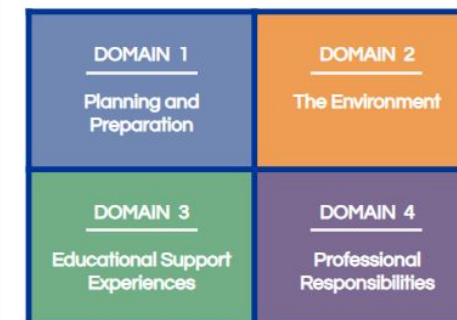 DOMAIN 1
Planning and
Preparation
DOMAIN 2
The Environment
DOMAIN 3
Educational Support
Experiences
DOMAIN 4
Professional
Responsibilities